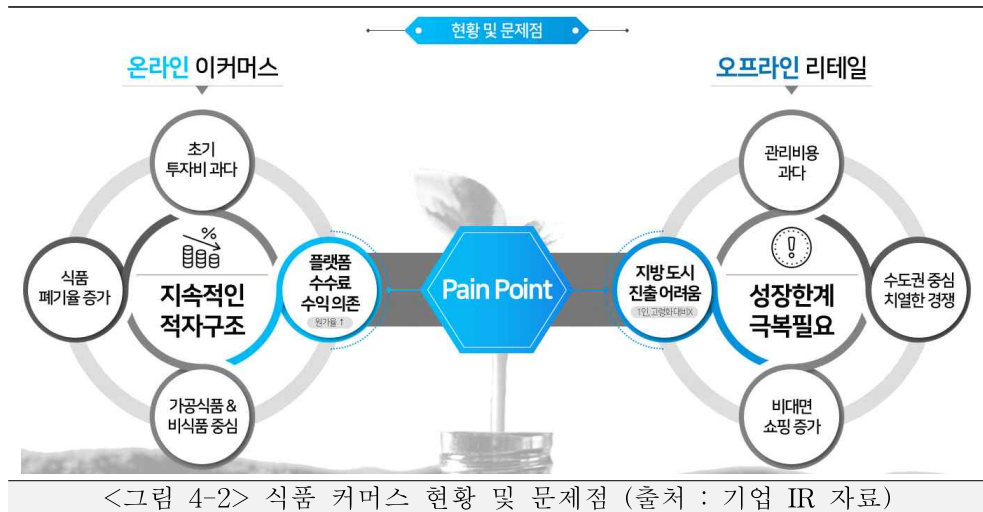 현황 및 문제점
온라인 이커머스
초기
투자비 과다
식품
폐기율 증가
%
지속적인
적자구조
플랫폼
수수료
수익 의존
원가율 ↑
가공식품 &
비식품 중심
Pain Point
오프라인 리테일
관리비용
과다
지방 도시
진출 어려움
1인,고령화 대비X
!
성장한계
극복필요
수도권 중심
치열한 경쟁
비대면
쇼핑 증가
<그림 4-2> 식품 커머스 현황 및 문제점 (출처 : 기업 IR 자료)